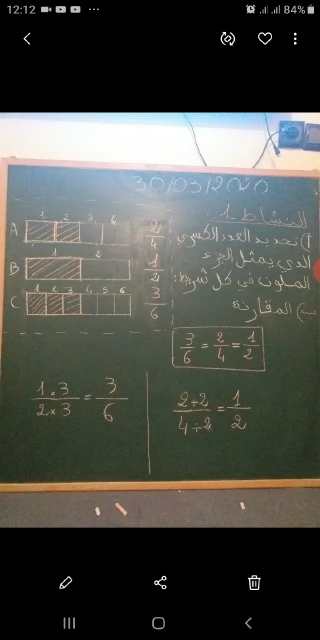 12:12
84%
30/03/2020
النشاط 1:
أ) تحديد العدد الكسري
الذي يمثل الجزء
الملون في كل شريط:
ب) المقارنة
1 2 3 4
A 2/4
1 2
B 1/2
1 2 3 4 5 6
C 3/6
3/6 = 2/4 = 1/2
1×3/2×3 = 3/6
2÷2/4÷2 = 1/2